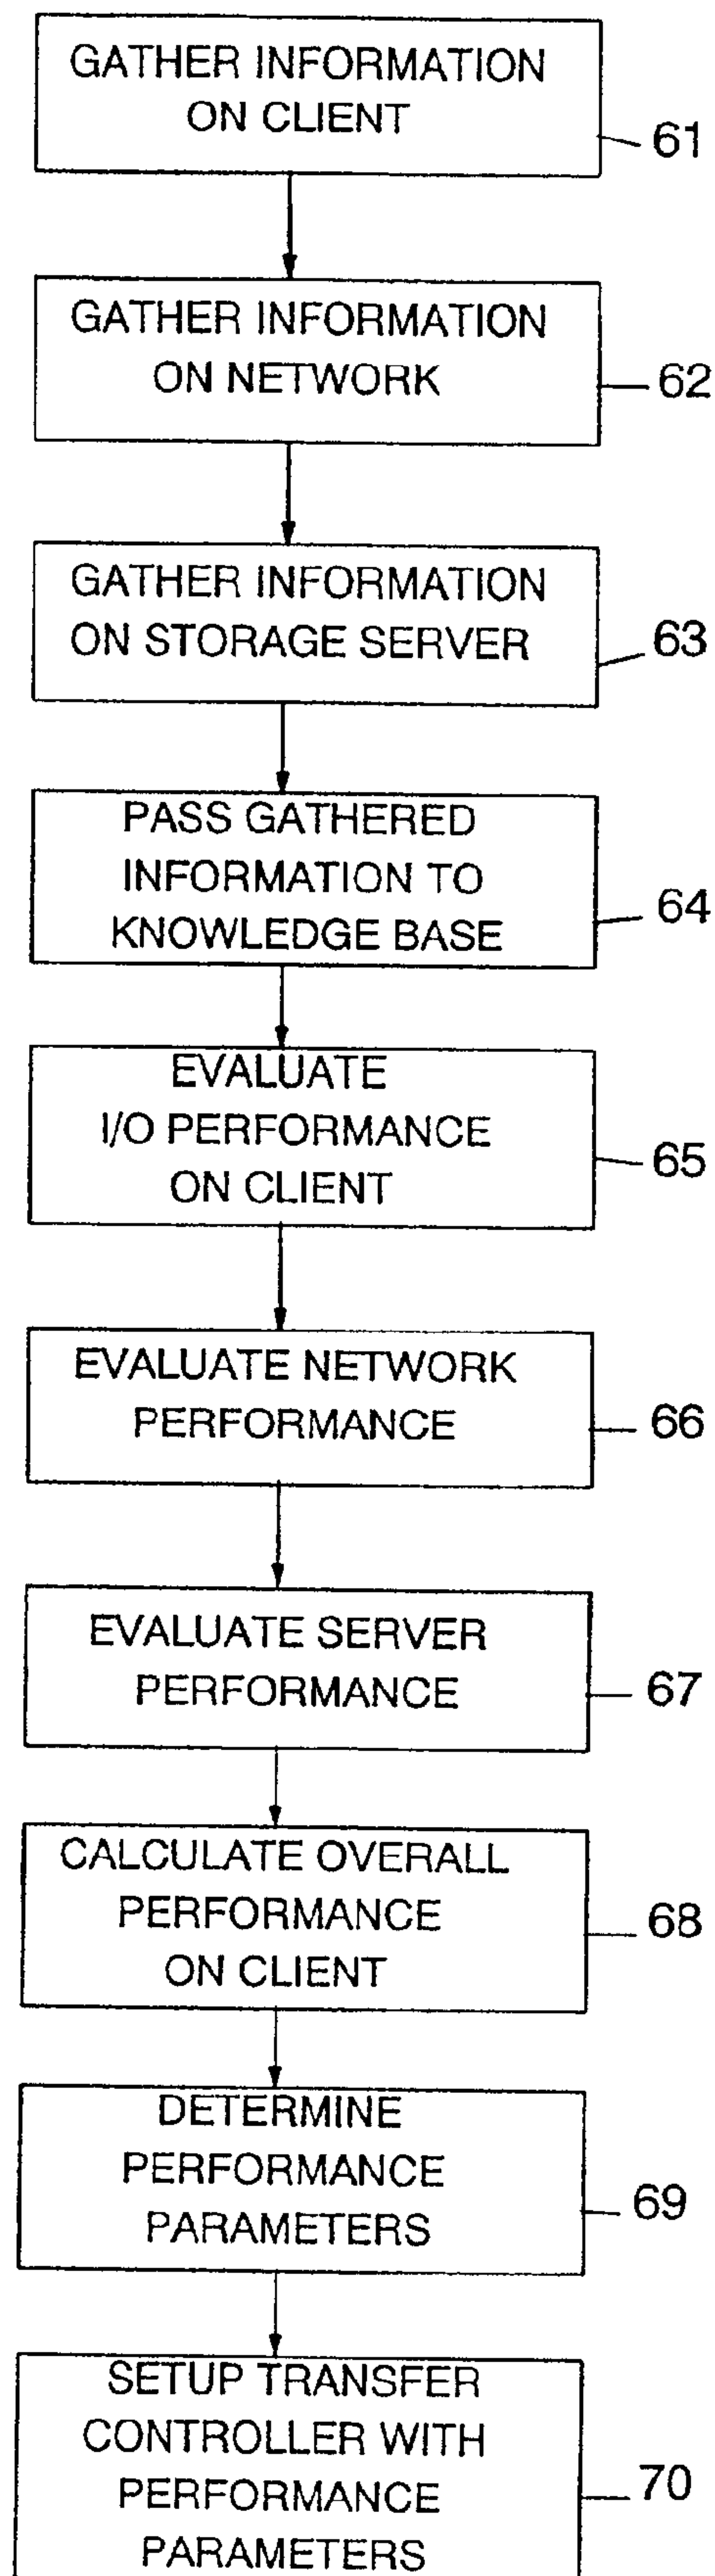 GATHER INFORMATION
ON CLIENT
61
GATHER INFORMATION
ON NETWORK
62
GATHER INFORMATION
ON STORAGE SERVER
63
PASS GATHERED
INFORMATION TO
KNOWLEDGE BASE
64
EVALUATE
I/O PERFORMANCE
ON CLIENT
65
EVALUATE NETWORK
PERFORMANCE
66
EVALUATE SERVER
PERFORMANCE
67
CALCULATE OVERALL
PERFORMANCE
ON CLIENT
68
DETERMINE
PERFORMANCE
PARAMETERS
69
SETUP TRANSFER
CONTROLLER WITH
PERFORMANCE
PARAMETERS
70